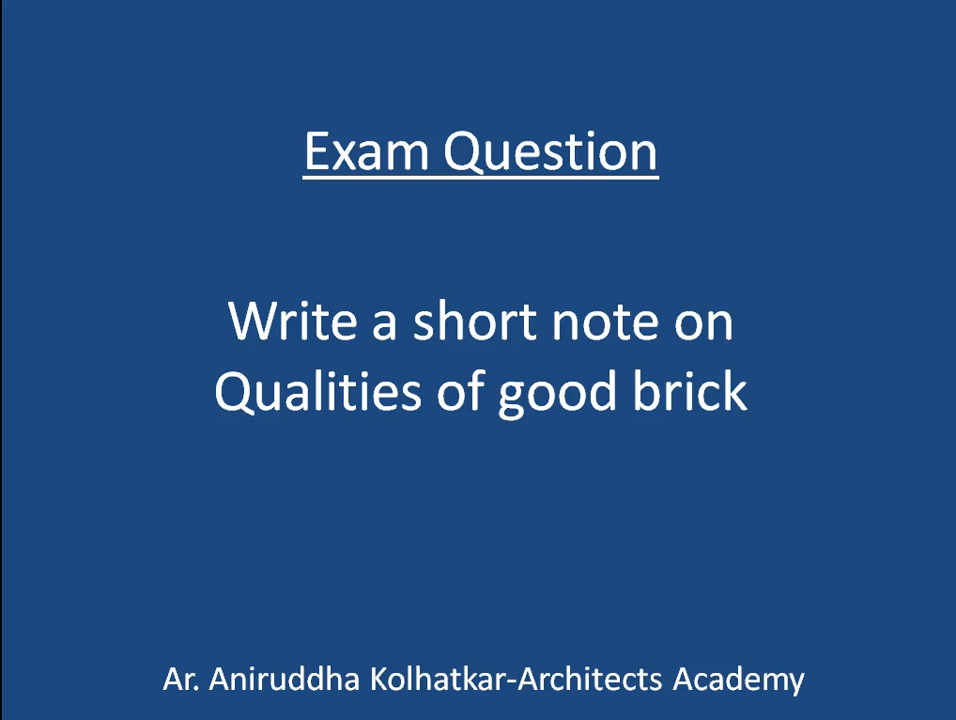 Exam Question
Write a short note on
Qualities of good brick
Ar. Aniruddha Kolhatkar-Architects Academy